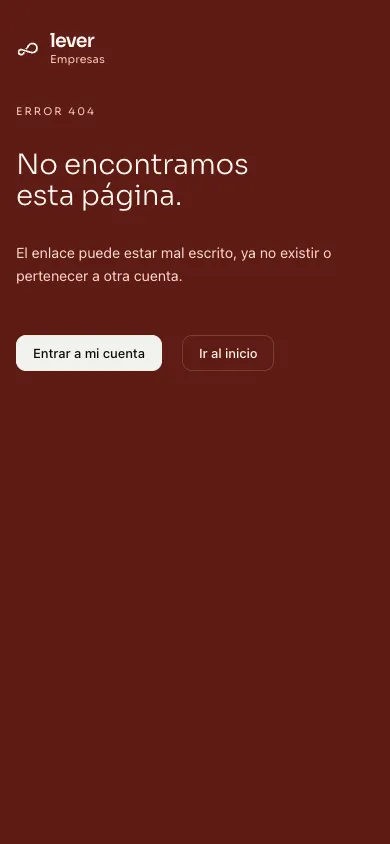 lever
Empresas
ERROR 404
No encontramos
esta página.
El enlace puede estar mal escrito, ya no existir o
pertenecer a otra cuenta.
Entrar a mi cuenta
Ir al inicio